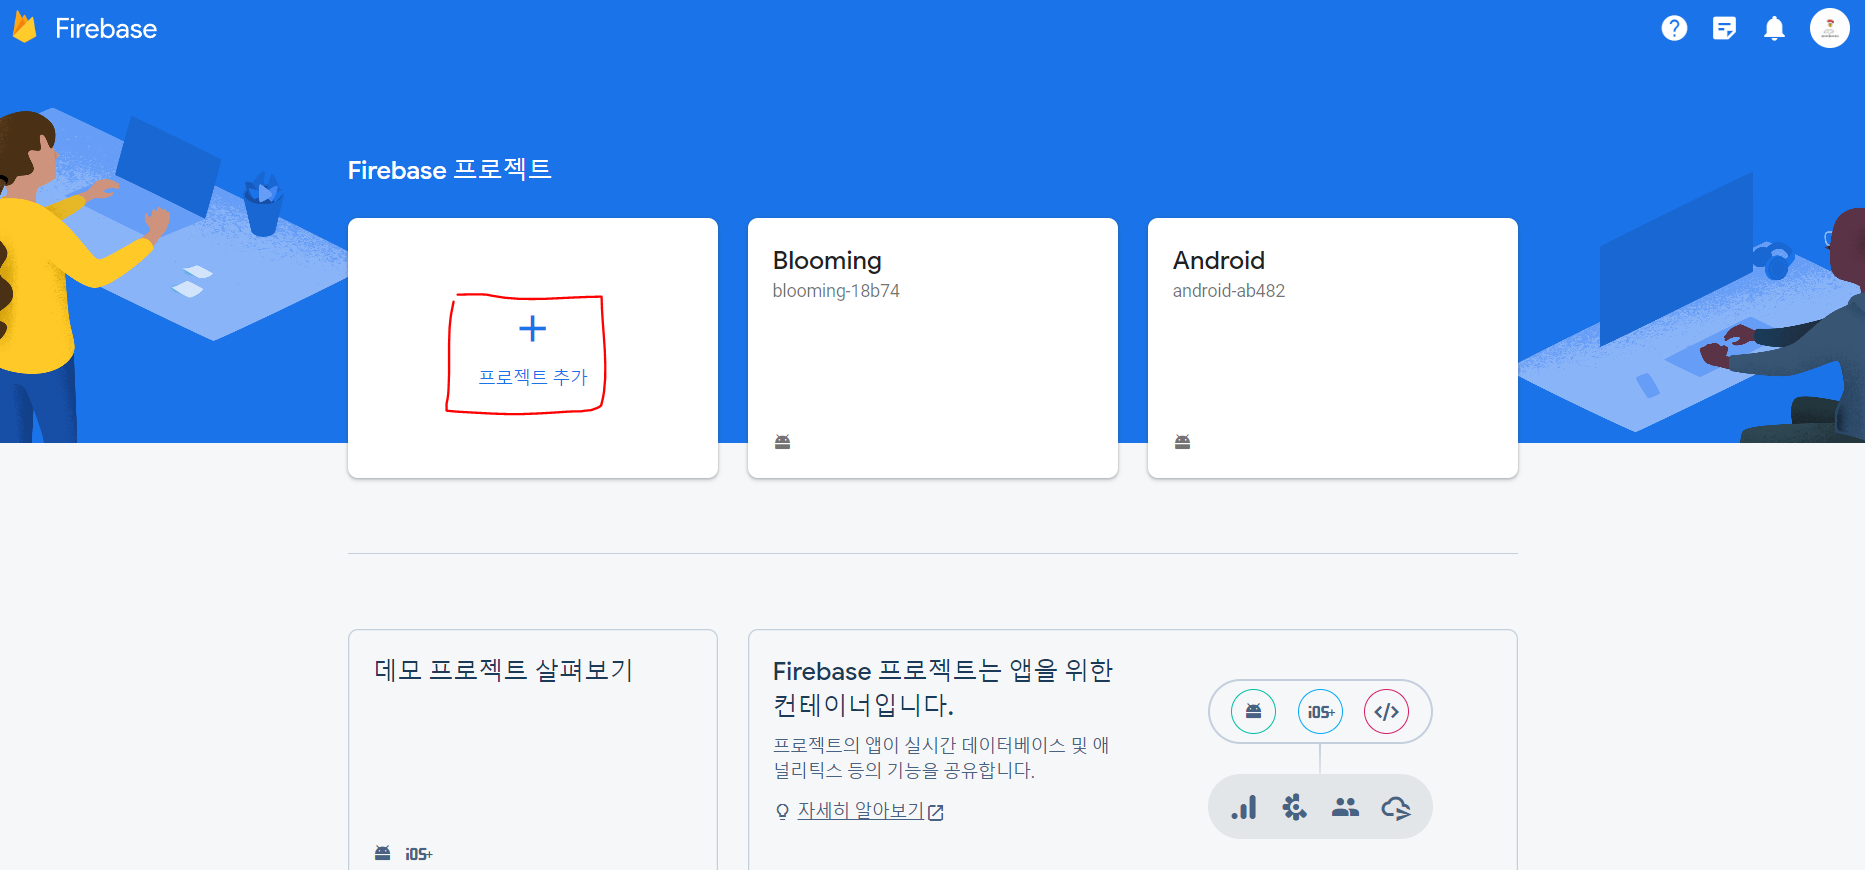 Firebase
Firebase 프로젝트
프로젝트 추가
Blooming
blooming-18b74
Android
android-ab482
데모 프로젝트 살펴보기
iOS+
Firebase 프로젝트는 앱을 위한
컨테이너입니다.
프로젝트의 앱이 실시간 데이터베이스 및 애
널리틱스 등의 기능을 공유합니다.
자세히 알아보기
iOS+